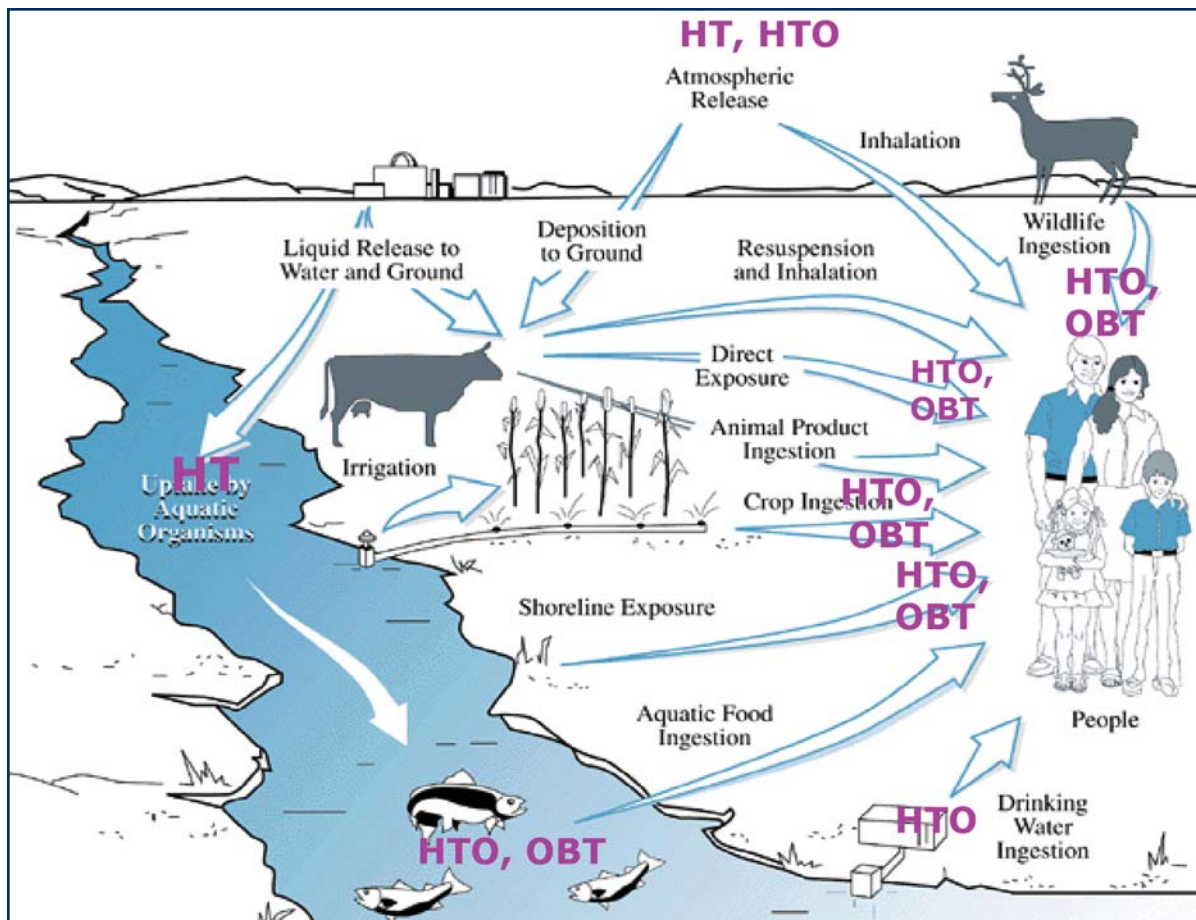 HT, HTO
Atmospheric
Release
Inhalation
Wildlife
Ingestion
HTO,
OBT
Liquid Release to
Water and Ground
Deposition
to Ground
Resuspension
and Inhalation
Direct
Exposure
HTO,
OBT
Animal Product
Ingestion
Irrigation
HT
Uptake by
Aquatic
Organisms
Crop Ingestion
HTO,
OBT
Shoreline Exposure
HTO,
OBT
Aquatic Food
Ingestion
People
HTO
Drinking
Water
Ingestion
HTO, OBT